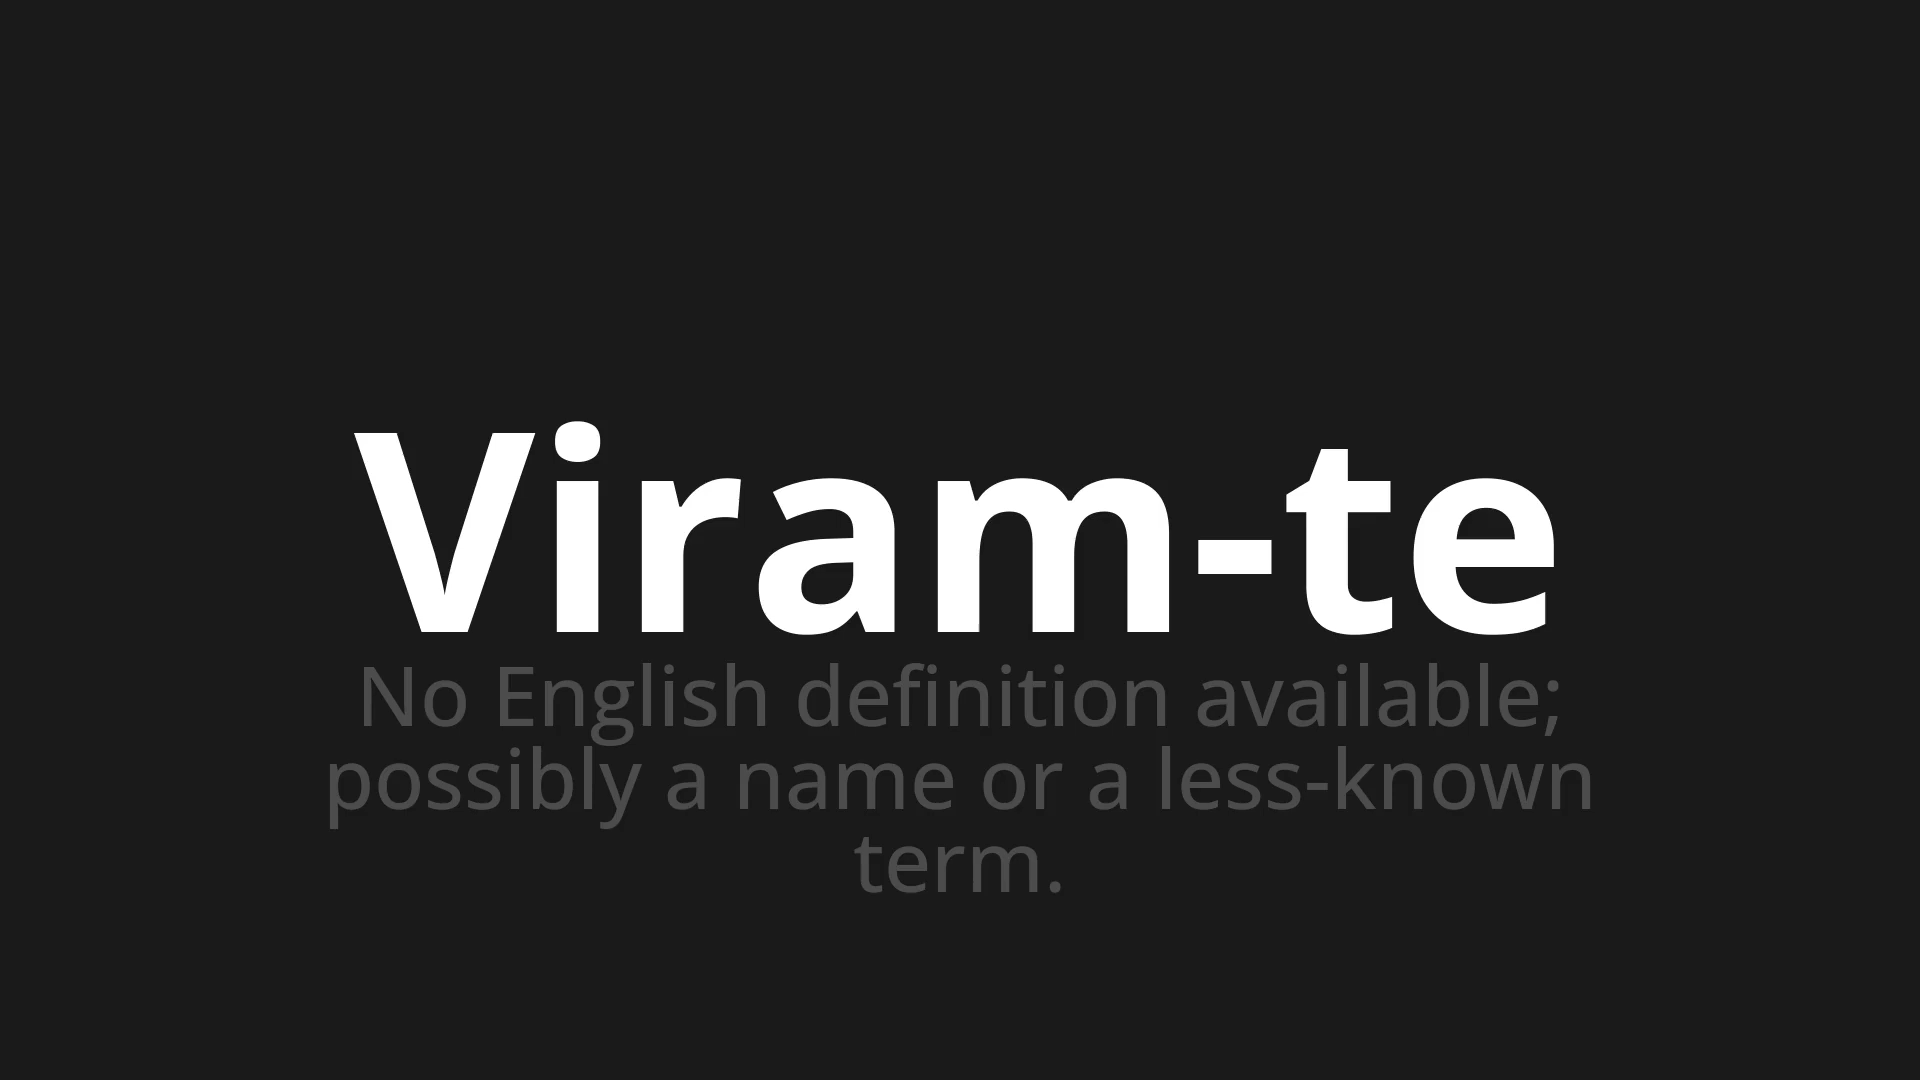 Viram-te
No English definition available;
possibly a name or a less-known
term.